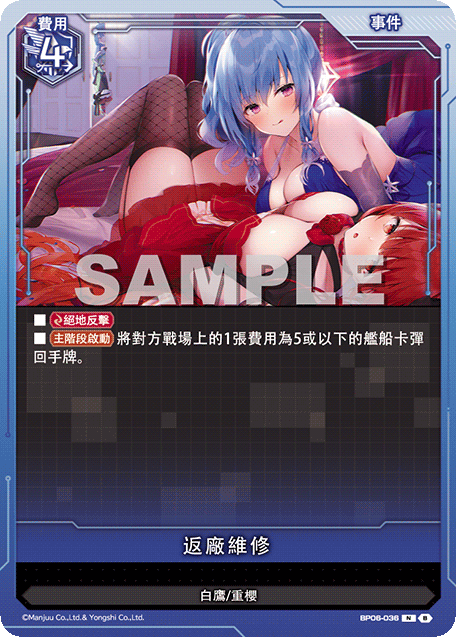 費用
事件
4
SAMPLE
■ 絕地反擊
■ 主階段啟動 將對方戰場上的1張費用為5或以下的艦船卡彈
回手牌。
返廠維修
白鷹/重櫻
©Manjuu Co.,Ltd.& Yongshi Co.,Ltd.
BP06-036 N B